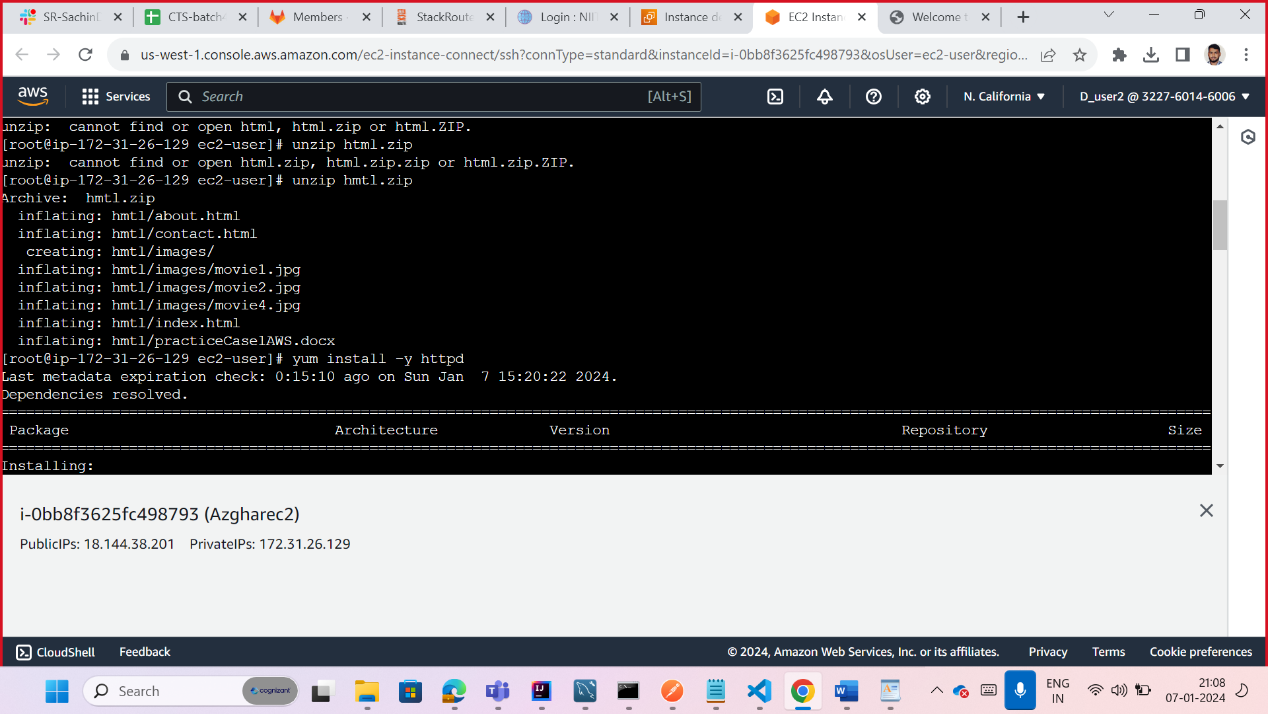 SR-Sachin
CTS-batch
Members -
StackRoute
Login : NII
Instance de
EC2 Instan
Welcome t
us-west-1.console.aws.amazon.com/ec2-instance-connect/ssh?connType=standard&instanceId=i-0bb8f3625fc498793&osUser=ec2-user&regio...
aws
Services
Search
[Alt+S]
N. California
D_user2 @ 3227-6014-6006
unzip:  cannot find or open html, html.zip or html.ZIP.
[root@ip-172-31-26-129 ec2-user]# unzip html.zip
unzip:  cannot find or open html.zip, html.zip.zip or html.zip.ZIP.
[root@ip-172-31-26-129 ec2-user]# unzip hmtl.zip
Archive:  hmtl.zip
inflating: hmtl/about.html
inflating: hmtl/contact.html
creating: hmtl/images/
inflating: hmtl/images/movie1.jpg
inflating: hmtl/images/movie2.jpg
inflating: hmtl/images/movie4.jpg
inflating: hmtl/index.html
inflating: hmtl/practiceCase1AWS.docx
[root@ip-172-31-26-129 ec2-user]# yum install -y httpd
Last metadata expiration check: 0:15:10 ago on Sun Jan  7 15:20:22 2024.
Dependencies resolved.
Package Architecture Version Repository Size
Installing:
i-0bb8f3625fc498793 (Azgharec2)
PublicIPs: 18.144.38.201 PrivateIPs: 172.31.26.129
CloudShell
Feedback
© 2024, Amazon Web Services, Inc. or its affiliates.
Privacy
Terms
Cookie preferences
Search
cognizant
ENG
IN
21:08
07-01-2024